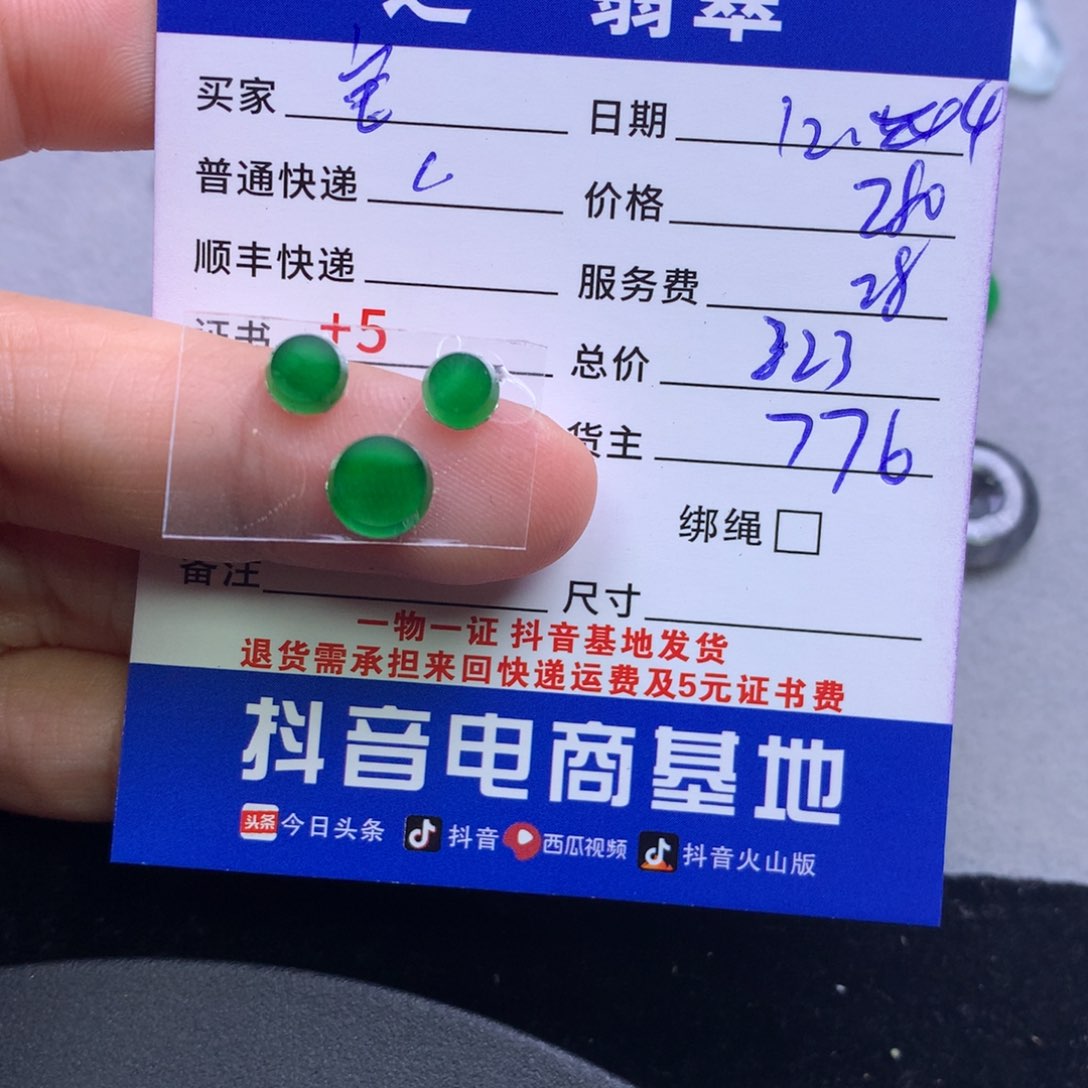 翡翠
买家 日期 12.04
普通快递 价格 280
顺丰快递 服务费 28
证书 +5 总价 323
货主 776
绑绳
备注 尺寸
一物一证 抖音基地发货
退货需承担来回快递运费及5元证书费
抖音电商基地
头条 今日头条 抖音 西瓜视频 抖音火山版